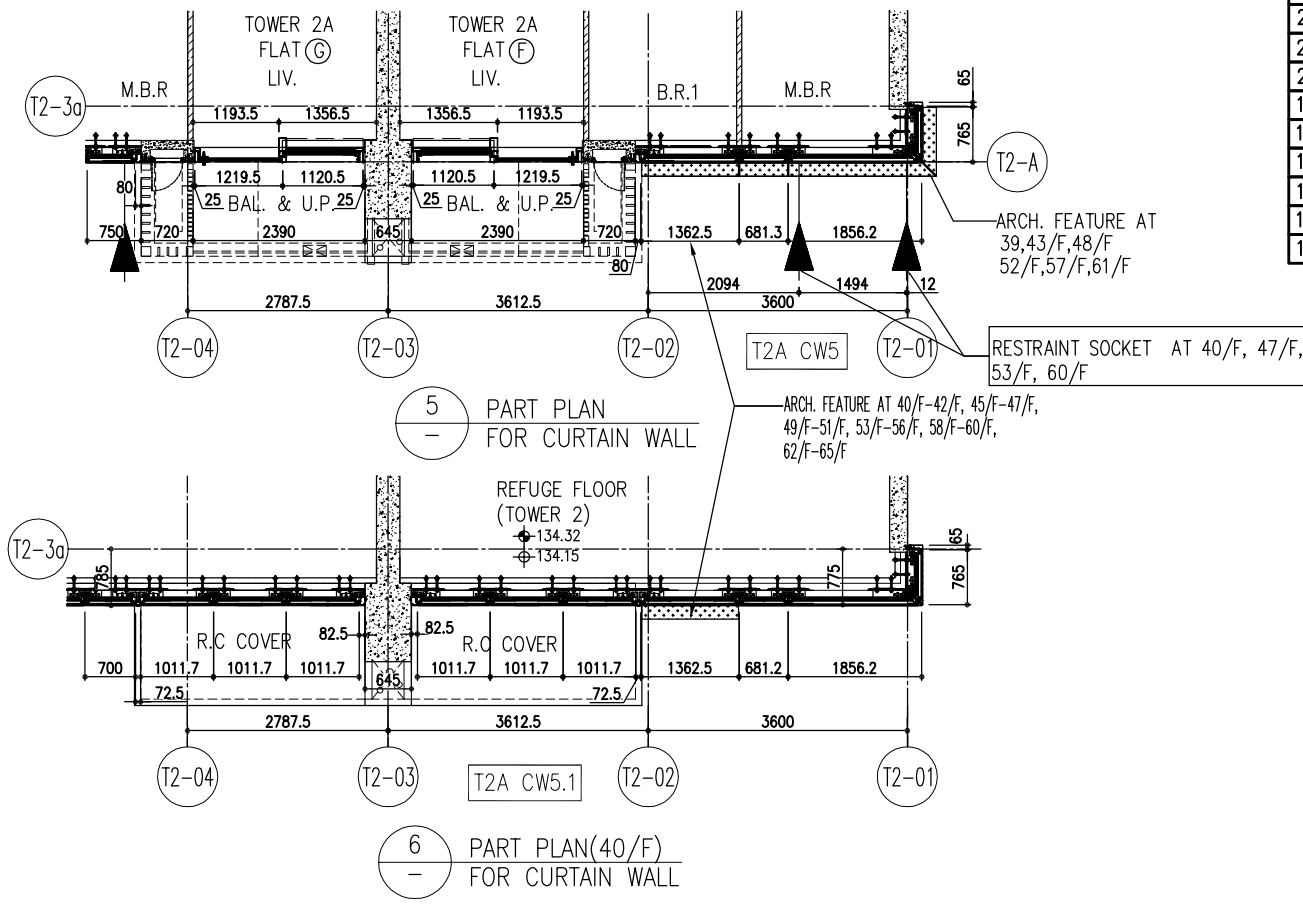 TOWER 2A
FLAT G
LIV.
TOWER 2A
FLAT F
LIV.
M.B.R
B.R.1
M.B.R
T2-3a
1193.5
1356.5
1356.5
1193.5
65
765
T2-A
80
1219.5
1120.5
1120.5
1219.5
25
BAL. & U.P.
25
25
BAL. & U.P.
25
750
720
2390
645
2390
720
1362.5
681.3
1856.2
80
ARCH. FEATURE AT
39,43/F,48/F
52/F,57/F,61/F
2094
1494
12
2787.5
3612.5
3600
T2-04
T2-03
T2-02
T2A CW5
T2-01
RESTRAINT SOCKET AT 40/F, 47/F,
53/F, 60/F
5
-
PART PLAN
FOR CURTAIN WALL
ARCH. FEATURE AT 40/F-42/F, 45/F-47/F,
49/F-51/F, 53/F-56/F, 58/F-60/F,
62/F-65/F
REFUGE FLOOR
(TOWER 2)
134.32
134.15
T2-3a
785
775
65
765
R.C COVER
82.5
82.5
R.C COVER
700
1011.7
1011.7
1011.7
645
1011.7
1011.7
1011.7
1362.5
681.2
1856.2
72.5
72.5
2787.5
3612.5
3600
T2-04
T2-03
T2A CW5.1
T2-02
T2-01
6
-
PART PLAN(40/F)
FOR CURTAIN WALL
2
2
2
1
1
1
1
1
1